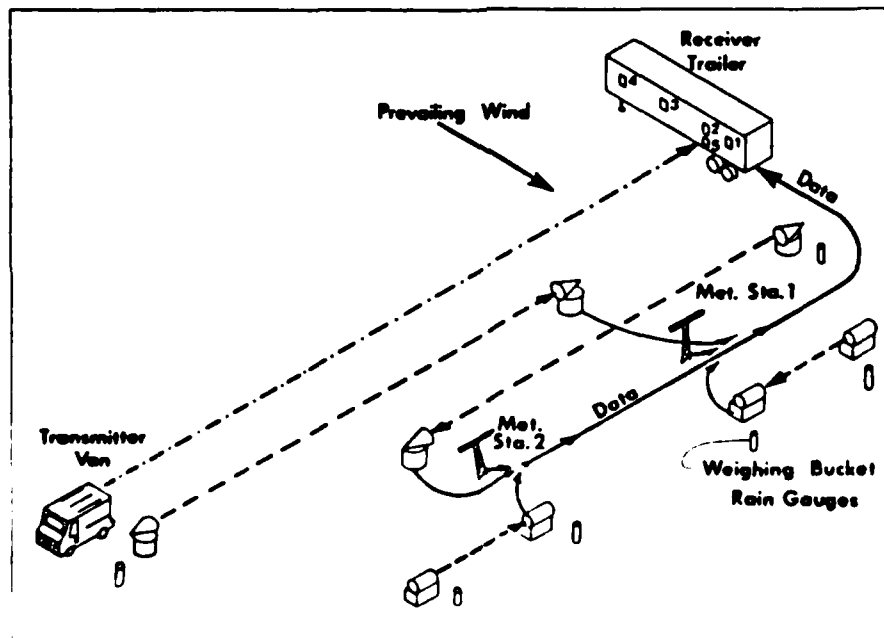 Receiver
Trailer
4
3
2
5
1
Prevailing Wind
Data
Met. Sta.1
Data
Met.
Sta.2
Transmitter
Van
Weighing Bucket
Rain Gauges